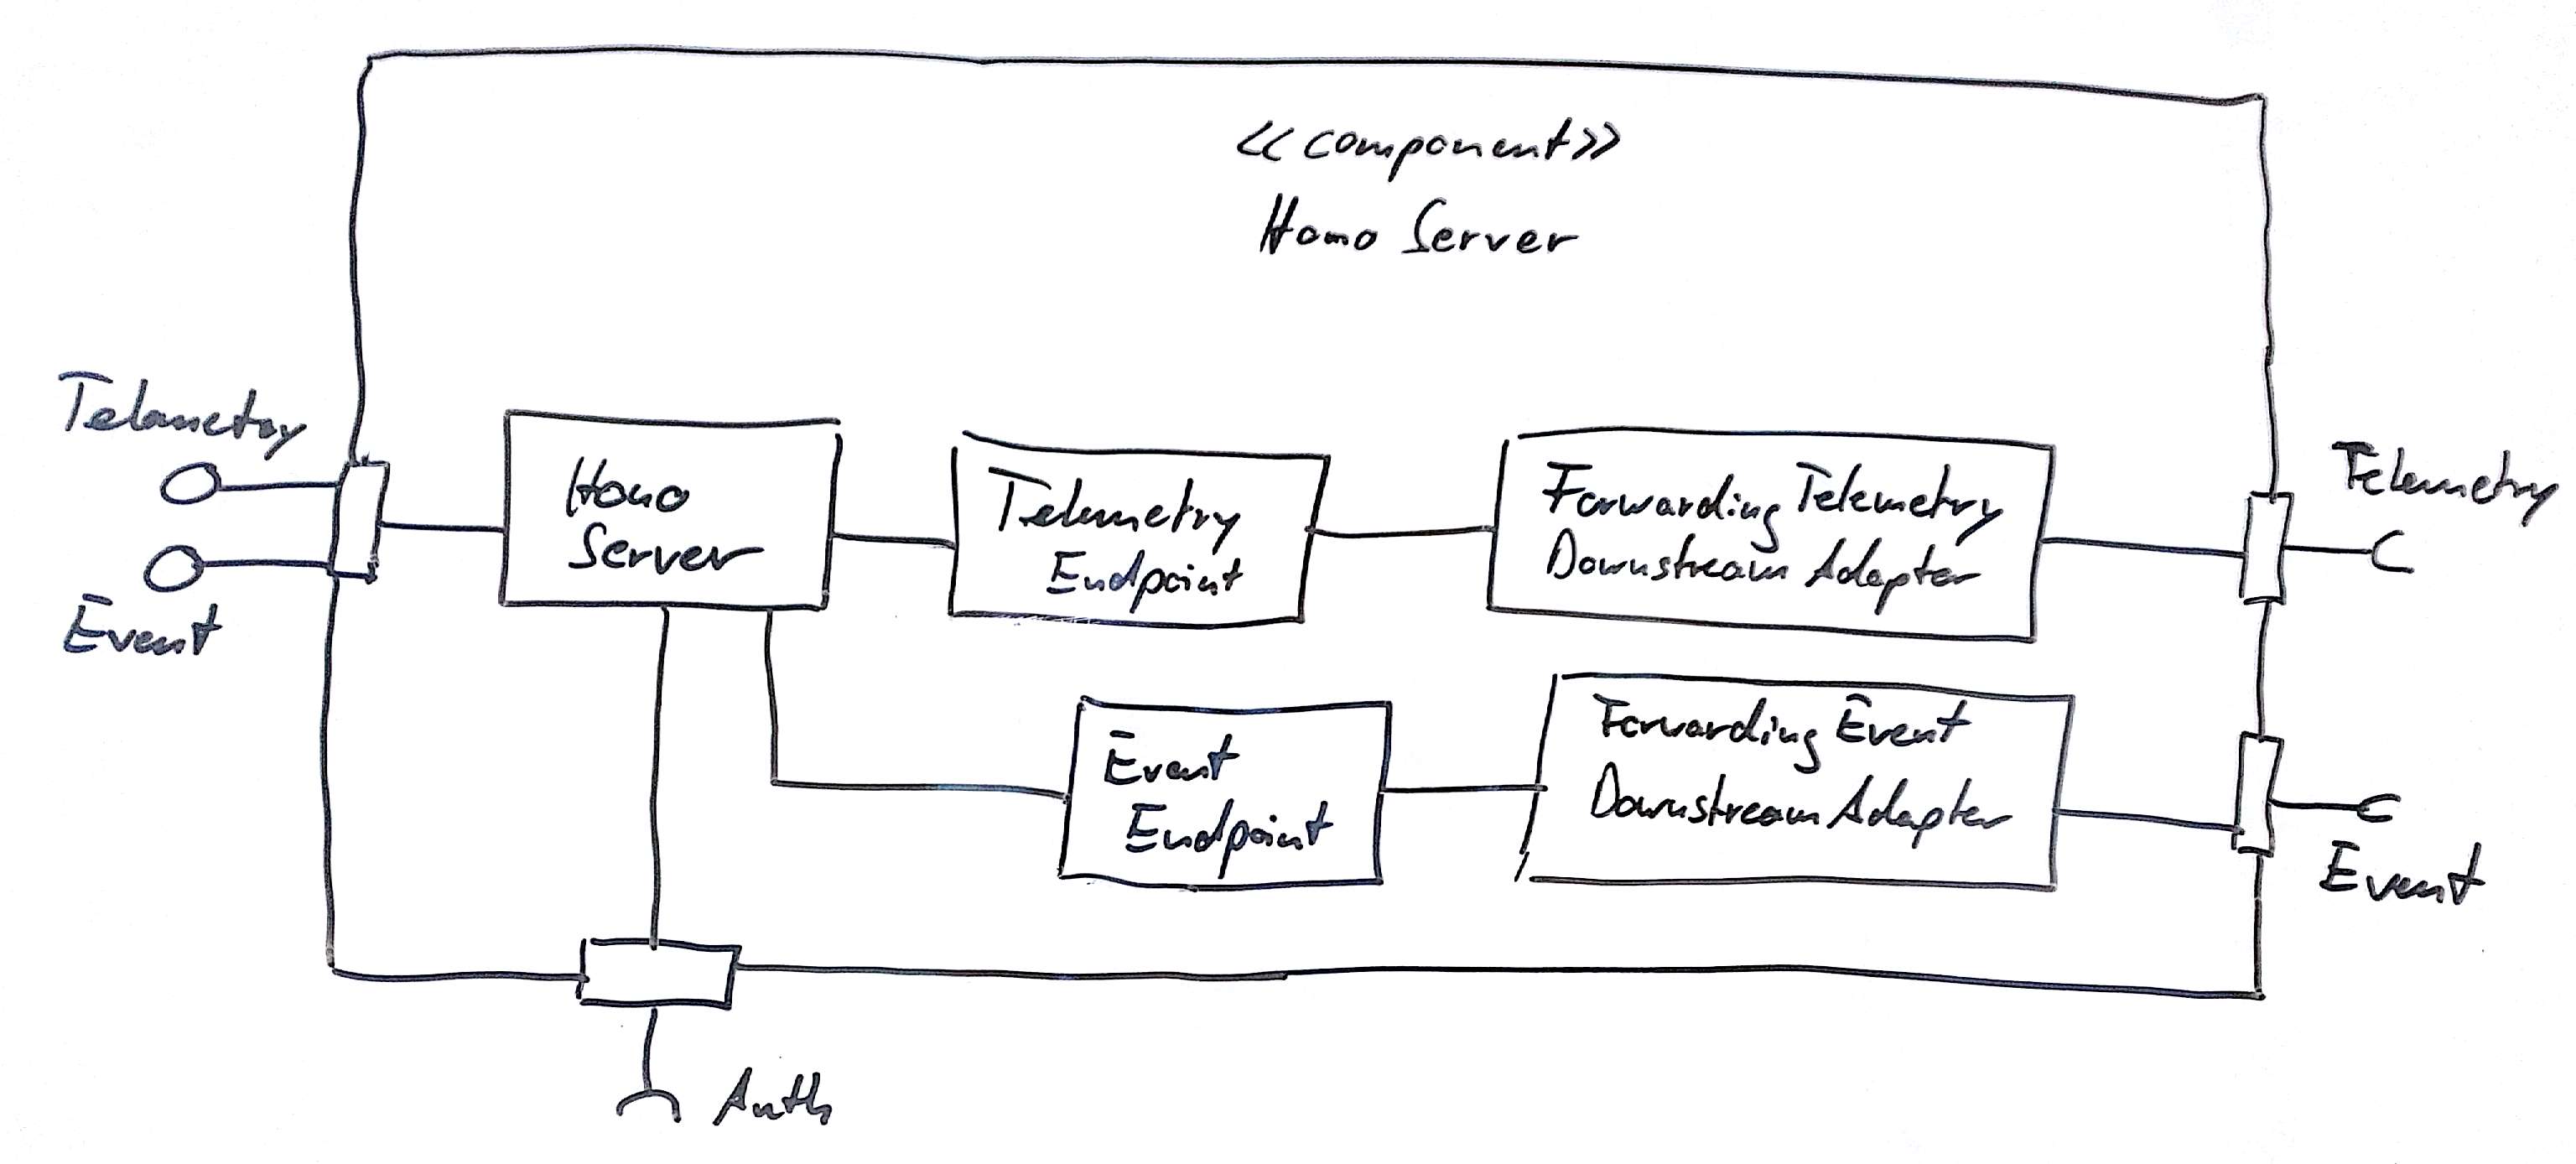 <<component>>
Hono Server
Telemetry
Event
Hono
Server
Telemetry
Endpoint
Forwarding Telemetry
Downstream Adapter
Telemetry
Event
Endpoint
Forwarding Event
Downstream Adapter
Event
Auth